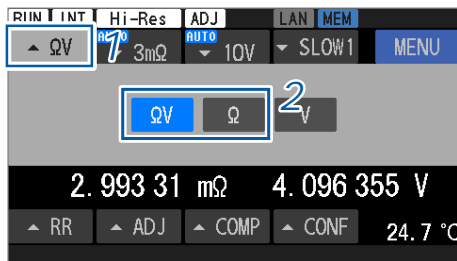 RUN INT Hi-Res ADJ LAN MEM
ΩV 1 AUTO 3mΩ AUTO 10V SLOW1 MENU
ΩV Ω 2 V
2.993 31 mΩ 4.096 355 V
RR ADJ COMP CONF 24.7 °C